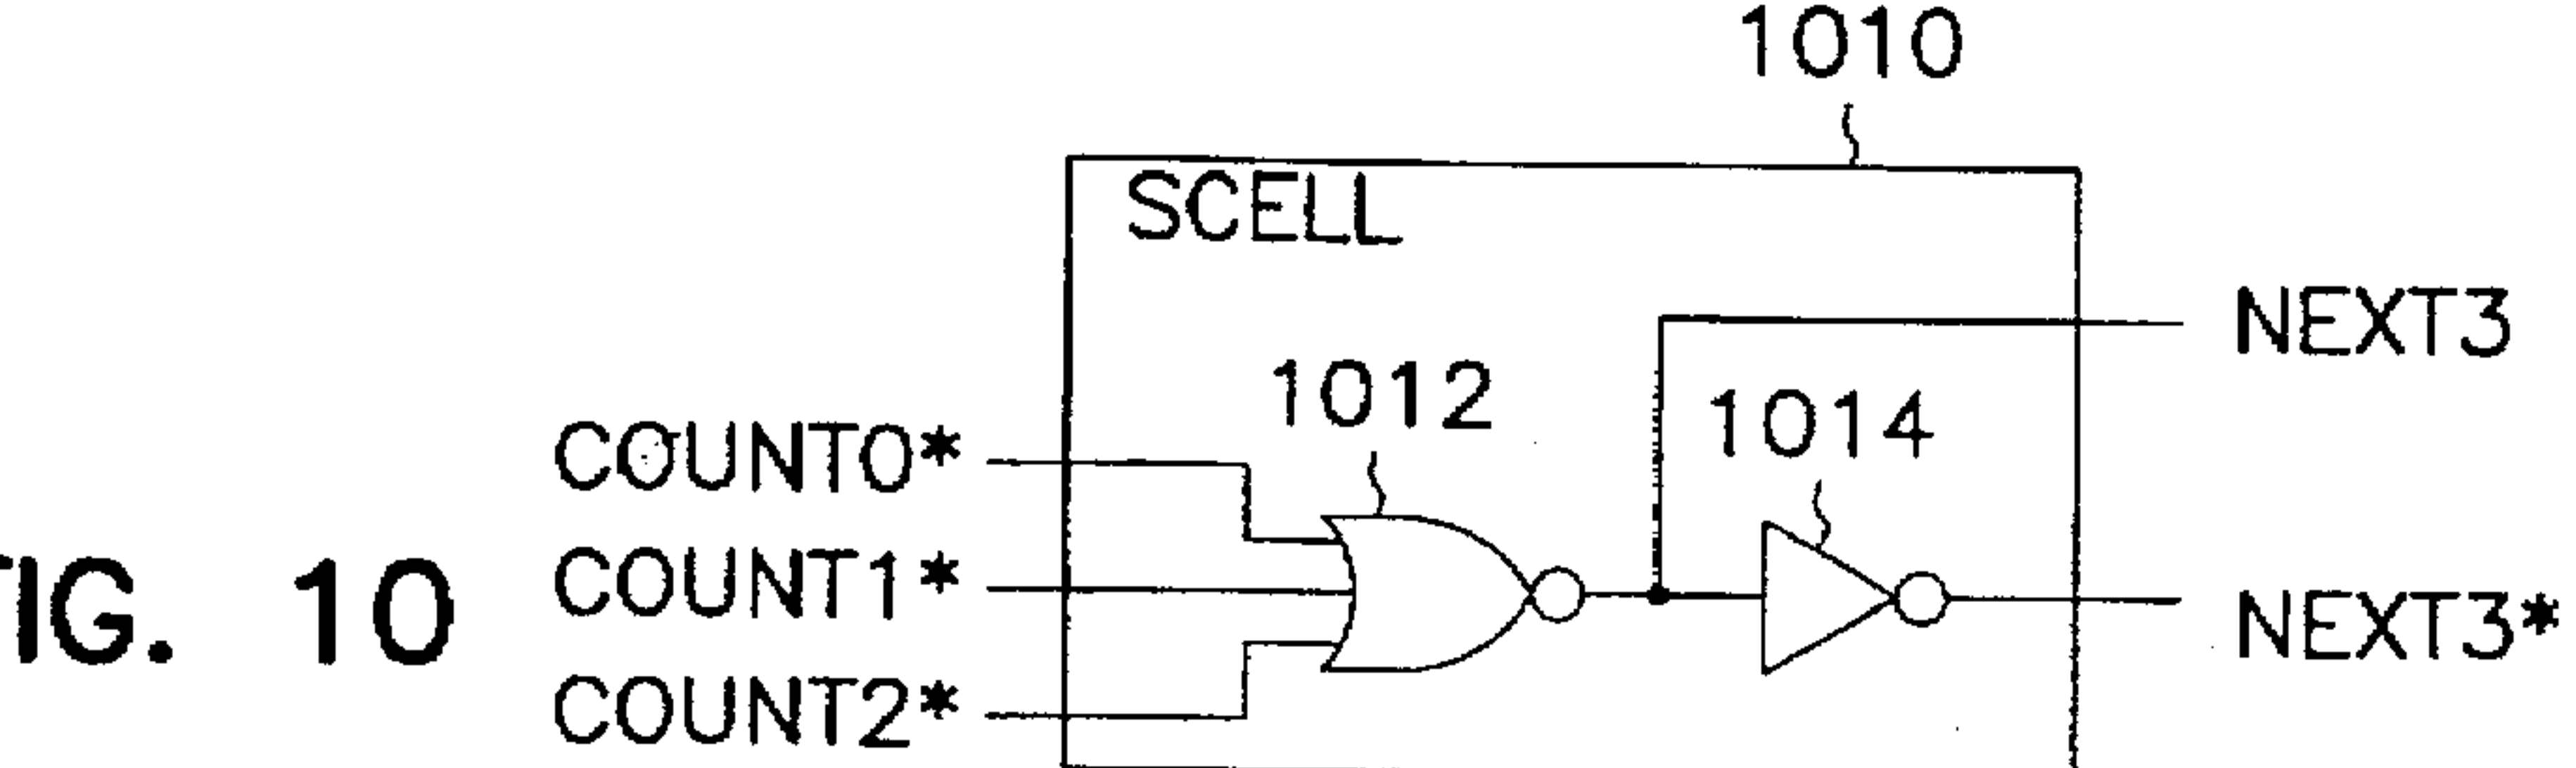 1010
SCELL
NEXT3
1012
1014
COUNT0*
COUNT1*
NEXT3*
FIG. 10
COUNT2*